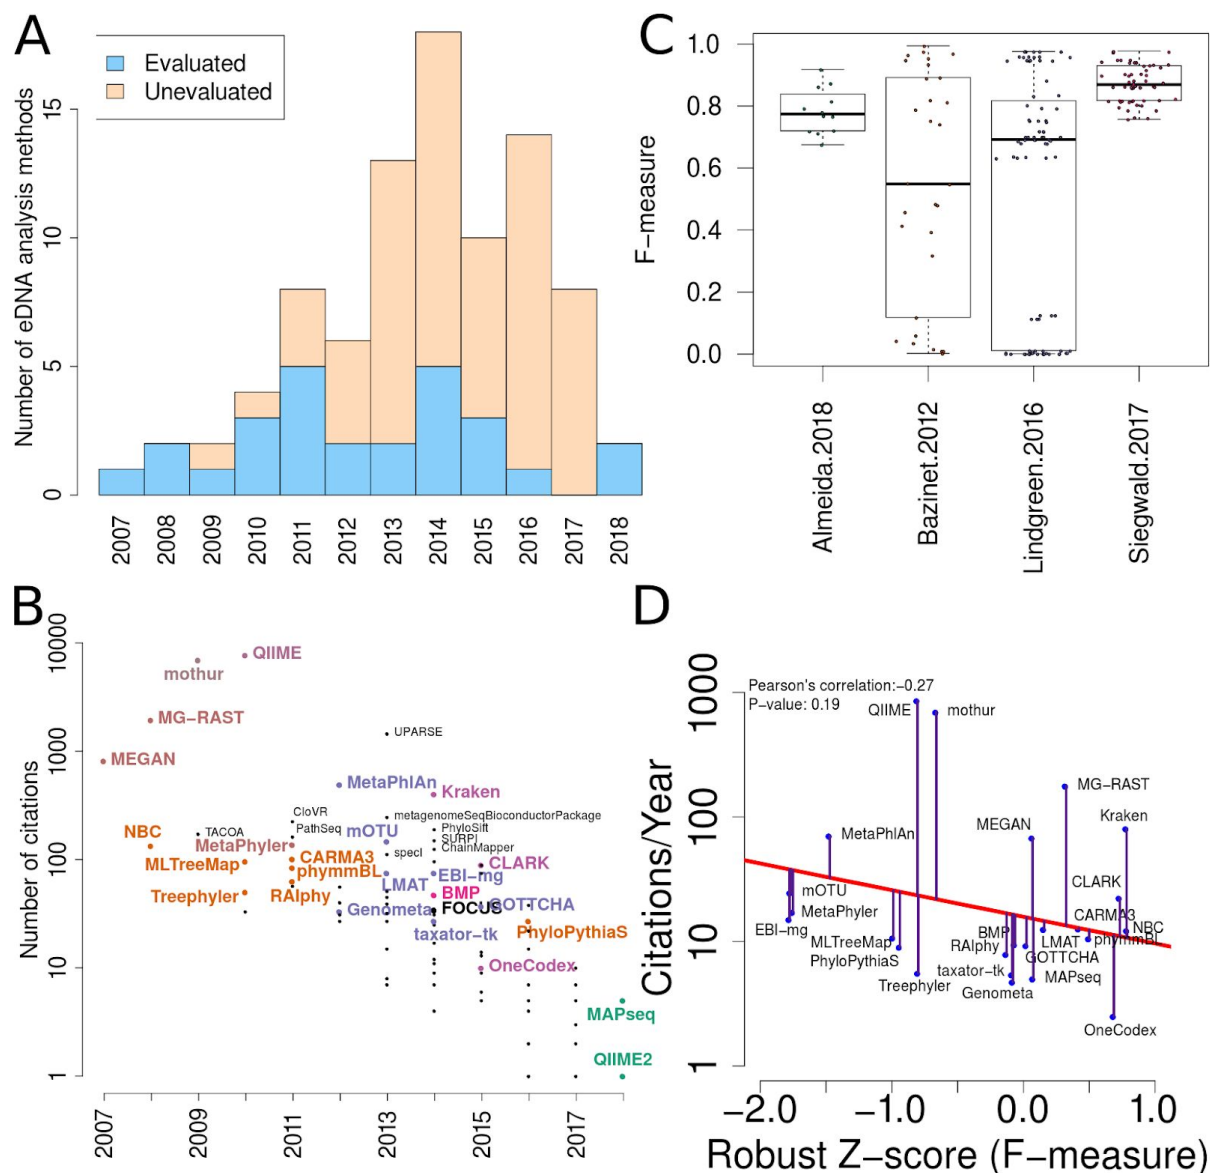 A
Evaluated
Unevaluated
Number of eDNA analysis methods
0
5
10
15
2007
2008
2009
2010
2011
2012
2013
2014
2015
2016
2017
2018
C
F−measure
1.0
0.8
0.6
0.4
0.2
0.0
Almeida.2018
Bazinet.2012
Lindgreen.2016
Siegwald.2017
B
Number of citations
10000
1000
100
10
1
QIIME
mothur
MG−RAST
UPARSE
MEGAN
MetaPhlAn
Kraken
CloVR
metagenomeSeqBioconductorPackage
NBC
TACOA
PathSeq
mOTU
PhyloSift
SURPI
MetaPhyler
ChainMapper
specI
MLTreeMap
CARMA3
CLARK
phymmBL
EBI−mg
LMAT
Treephyler
RAIphy
BMP
Genometa
FOCUS
GOTTCHA
taxator−tk
PhyloPythiaS
OneCodex
MAPseq
QIIME2
2007
2009
2011
2013
2015
2017
D
Citations/Year
1000
100
10
1
Pearson's correlation:−0.27
P−value: 0.19
QIIME
mothur
MG−RAST
MetaPhlAn
MEGAN
Kraken
mOTU
CLARK
MetaPhyler
CARMA3
EBI−mg
BMP
NBC
MLTreeMap
RAIphy
LMAT
phymmBL
PhyloPythiaS
GOTTCHA
Treephyler
taxator−tk
MAPseq
Genometa
OneCodex
−2.0
−1.0
0.0
1.0
Robust Z−score (F−measure)